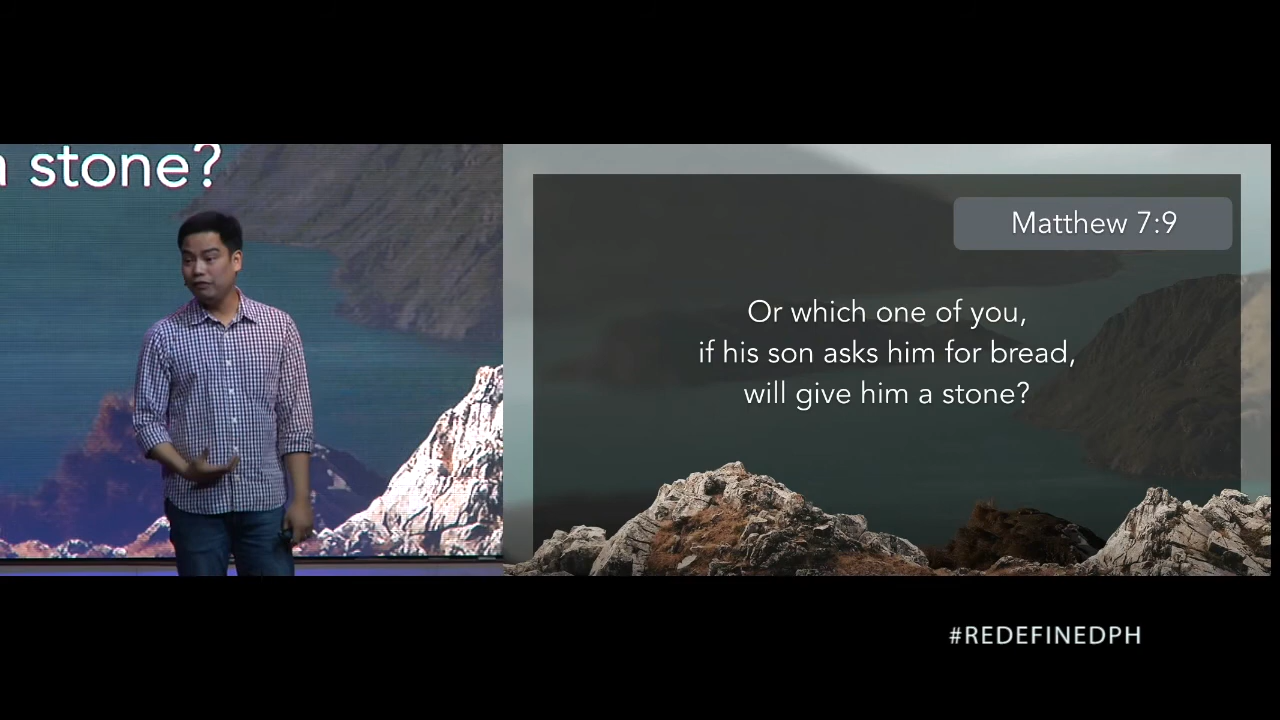 a stone?
Matthew 7:9
Or which one of you,
if his son asks him for bread,
will give him a stone?
#REDEFINEDPH